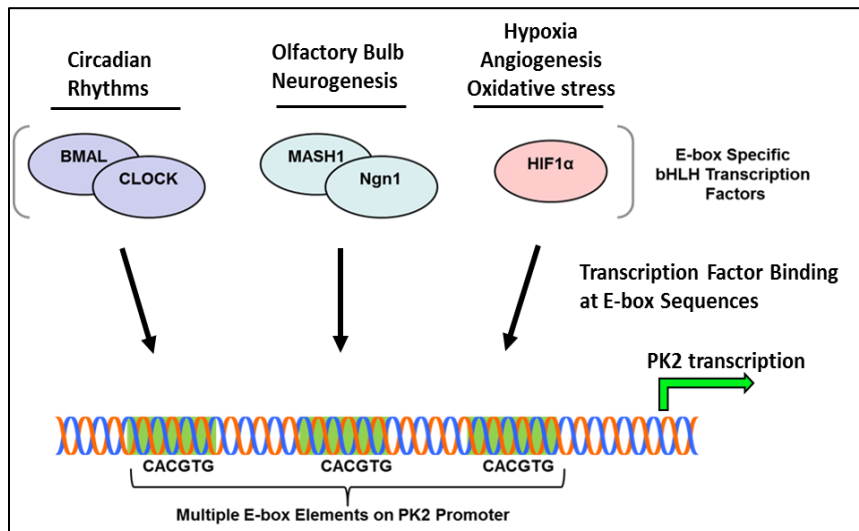 Circadian
Rhythms
Olfactory Bulb
Neurogenesis
Hypoxia
Angiogenesis
Oxidative stress
BMAL
CLOCK
MASH1
Ngn1
HIF1α
E-box Specific
bHLH Transcription
Factors
Transcription Factor Binding
at E-box Sequences
PK2 transcription
CACGTG
CACGTG
CACGTG
Multiple E-box Elements on PK2 Promoter